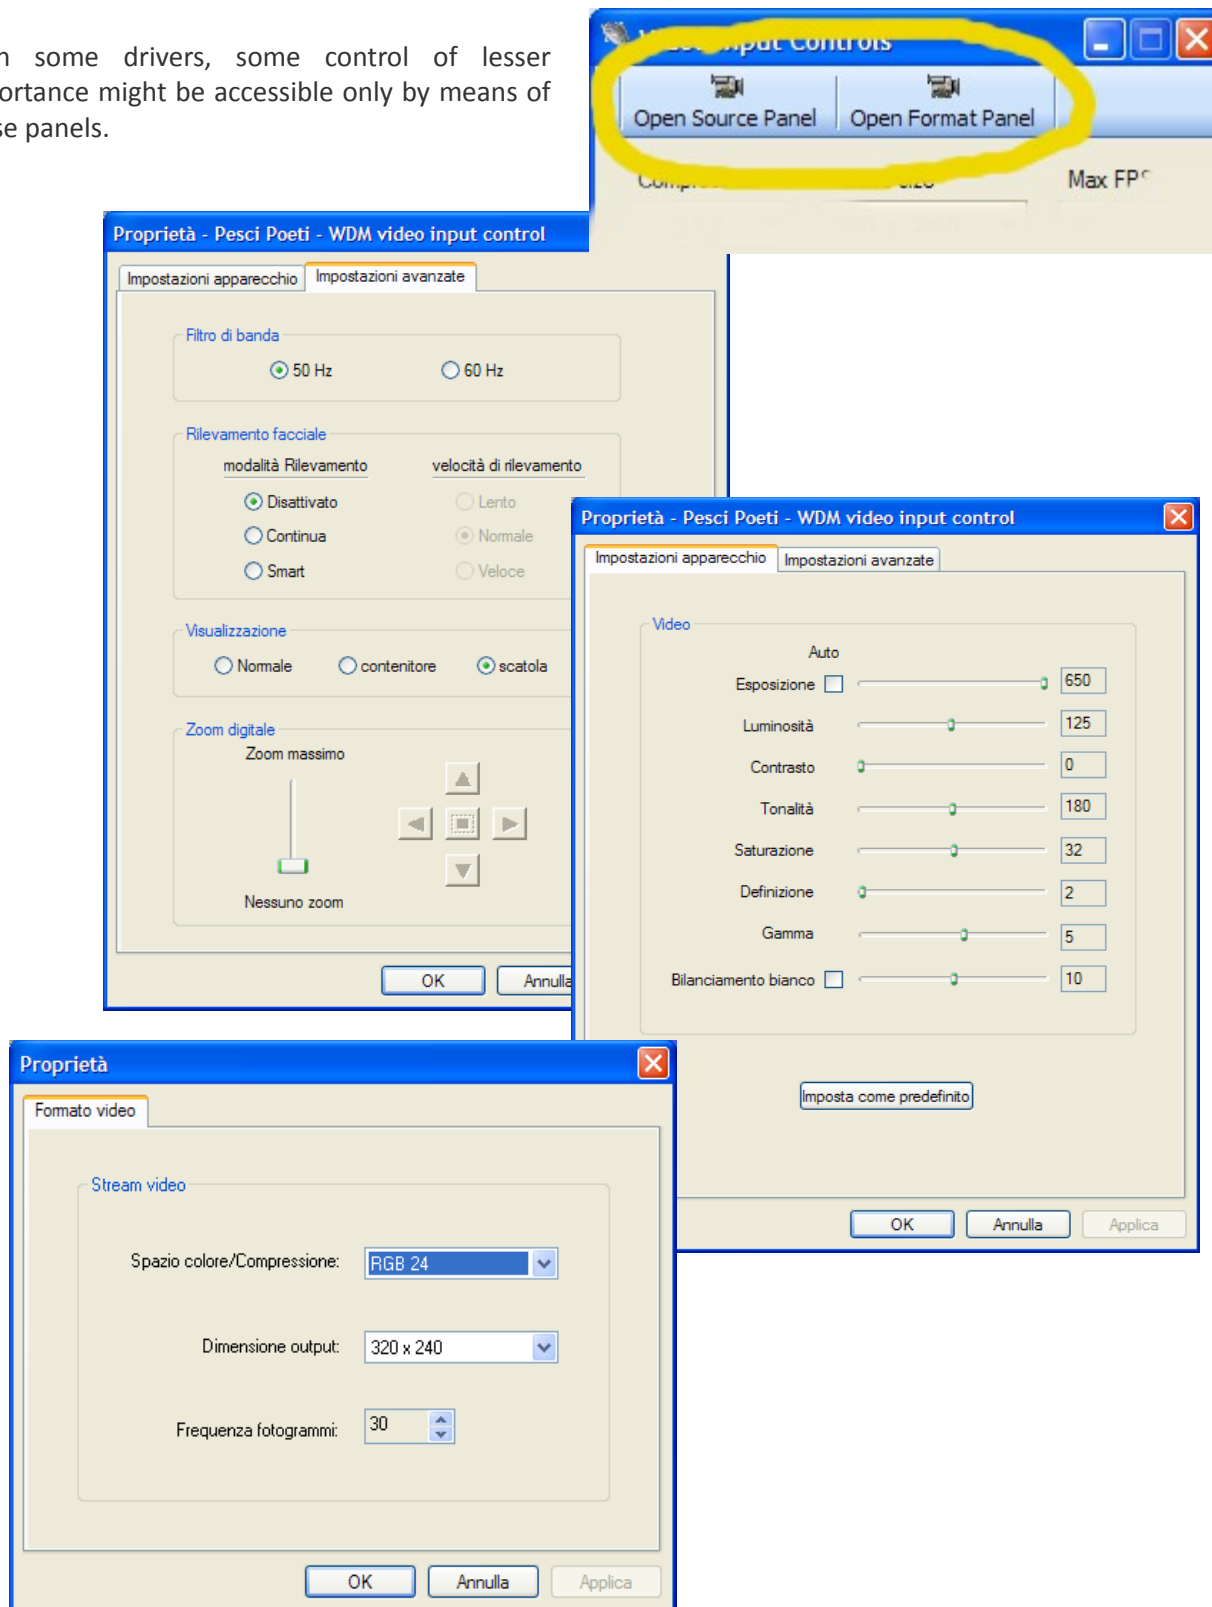 some drivers, some control of lesser
might be accessible only by means of
panels.
Input Controls
Open Source Panel
Open Format Panel
Max
Proprietà - Pesci Poeti - WDM video input control
Impostazioni apparecchio
Impostazioni avanzate
Filtro di banda
50 Hz
60 Hz
Rilevamento facciale
modalità Rilevamento
velocità di rilevamento
Disattivato
Lento
Continua
Normale
Smart
Veloce
Visualizzazione
Normale
contenitore
scatola
Zoom digitale
Zoom massimo
Nessuno zoom
OK
Annulla
Proprietà - Pesci Poeti - WDM video input control
Impostazioni apparecchio
Impostazioni avanzate
Video
Auto
Esposizione 650
Luminosità 125
Contrasto 0
Tonalità 180
Saturazione 32
Definizione 2
Gamma 5
Bilanciamento bianco 10
Imposta come predefinito
OK
Annulla
Applica
Proprietà
Formato video
Stream video
Spazio colore/Compressione: RGB 24
Dimensione output: 320 x 240
Frequenza fotogrammi: 30
OK
Annulla
Applica